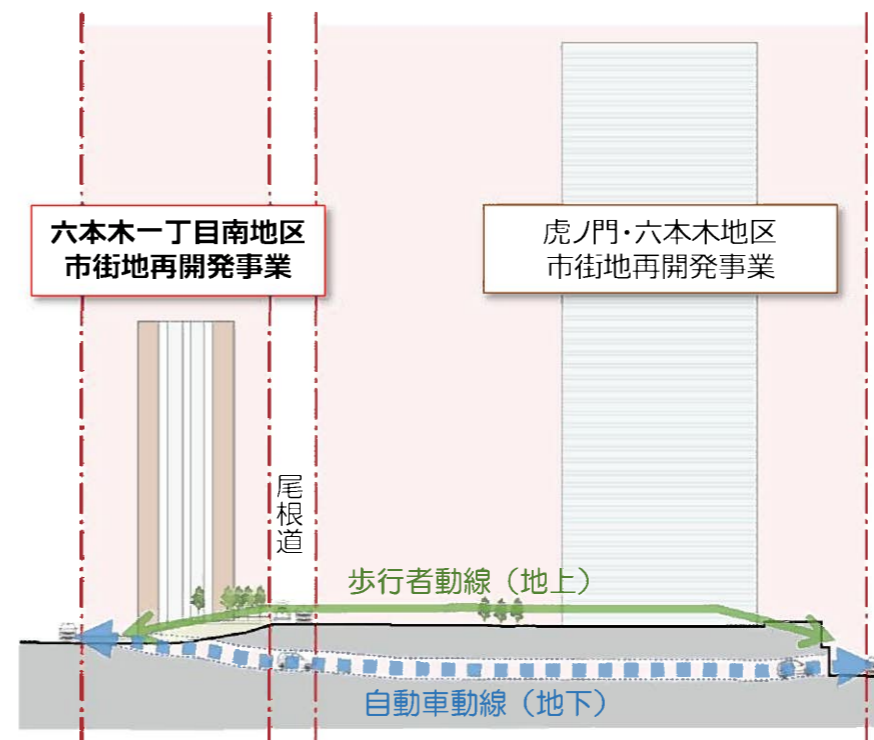 六本木一丁目南地区
市街地再開発事業
虎ノ門・六本木地区
市街地再開発事業
尾根道
歩行者動線（地上）
自動車動線（地下）